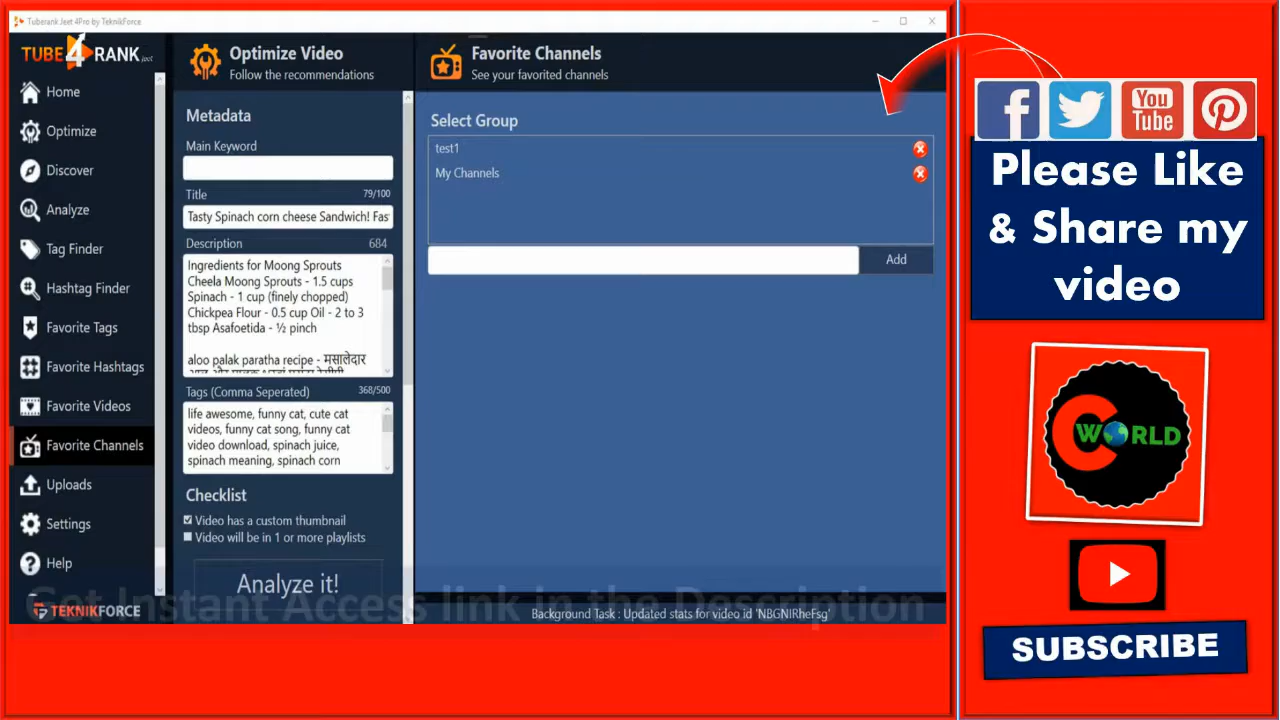 Tuberank Jeet 4Pro by TeknikForce
TUBE 4 RANK jeet
Home
Optimize
Discover
Analyze
Tag Finder
Hashtag Finder
Favorite Tags
Favorite Hashtags
Favorite Videos
Favorite Channels
Uploads
Settings
Help
TEKNIKFORCE
Optimize Video
Follow the recommendations
Metadata
Main Keyword
Title 79/100
Tasty Spinach corn cheese Sandwich! Fas
Description 684
Ingredients for Moong Sprouts
Cheela Moong Sprouts - 1.5 cups
Spinach - 1 cup (finely chopped)
Chickpea Flour - 0.5 cup Oil - 2 to 3
tbsp Asafoetida - ½ pinch
aloo palak paratha recipe - मसालेदार
Tags (Comma Seperated) 368/500
life awesome, funny cat, cute cat
videos, funny cat song, funny cat
video download, spinach juice,
spinach meaning, spinach corn
Checklist
Video has a custom thumbnail
Video will be in 1 or more playlists
Analyze it!
Favorite Channels
See your favorited channels
Select Group
test1
My Channels
Add
Get Instant Access link in the Description
Background Task : Updated stats for video id 'NBGNIRheFsg'
You
Tube
Please Like
& Share my
video
C WORLD
SUBSCRIBE